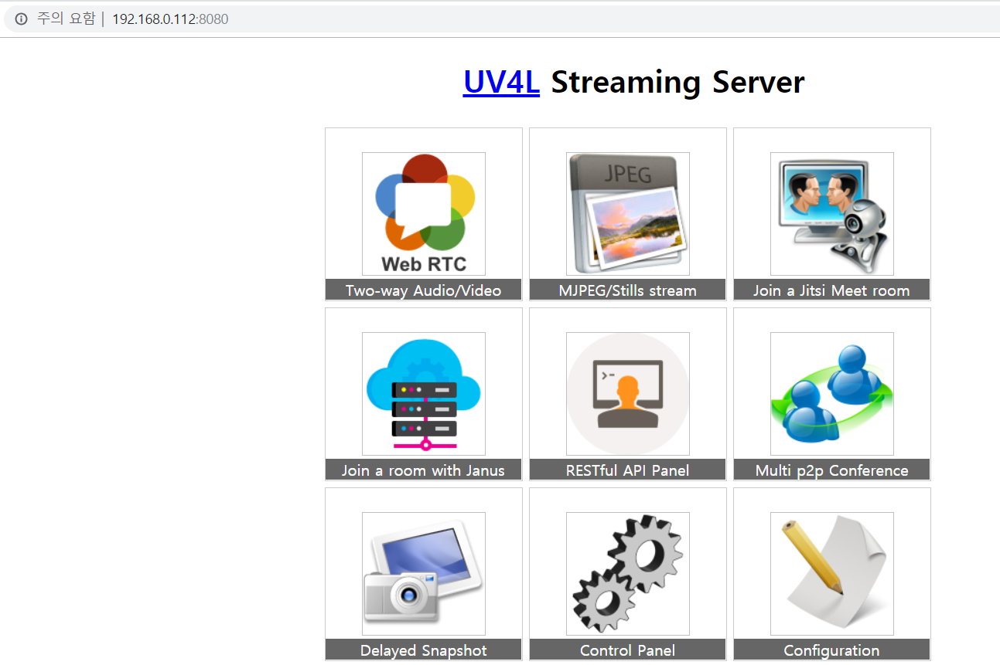 주의 요함 | 192.168.0.112:8080
UV4L Streaming Server
Web RTC
JPEG
Two-way Audio/Video
MJPEG/Stills stream
Join a Jitsi Meet room
>-
Join a room with Janus
RESTful API Panel
Multi p2p Conference
Delayed Snapshot
Control Panel
Configuration